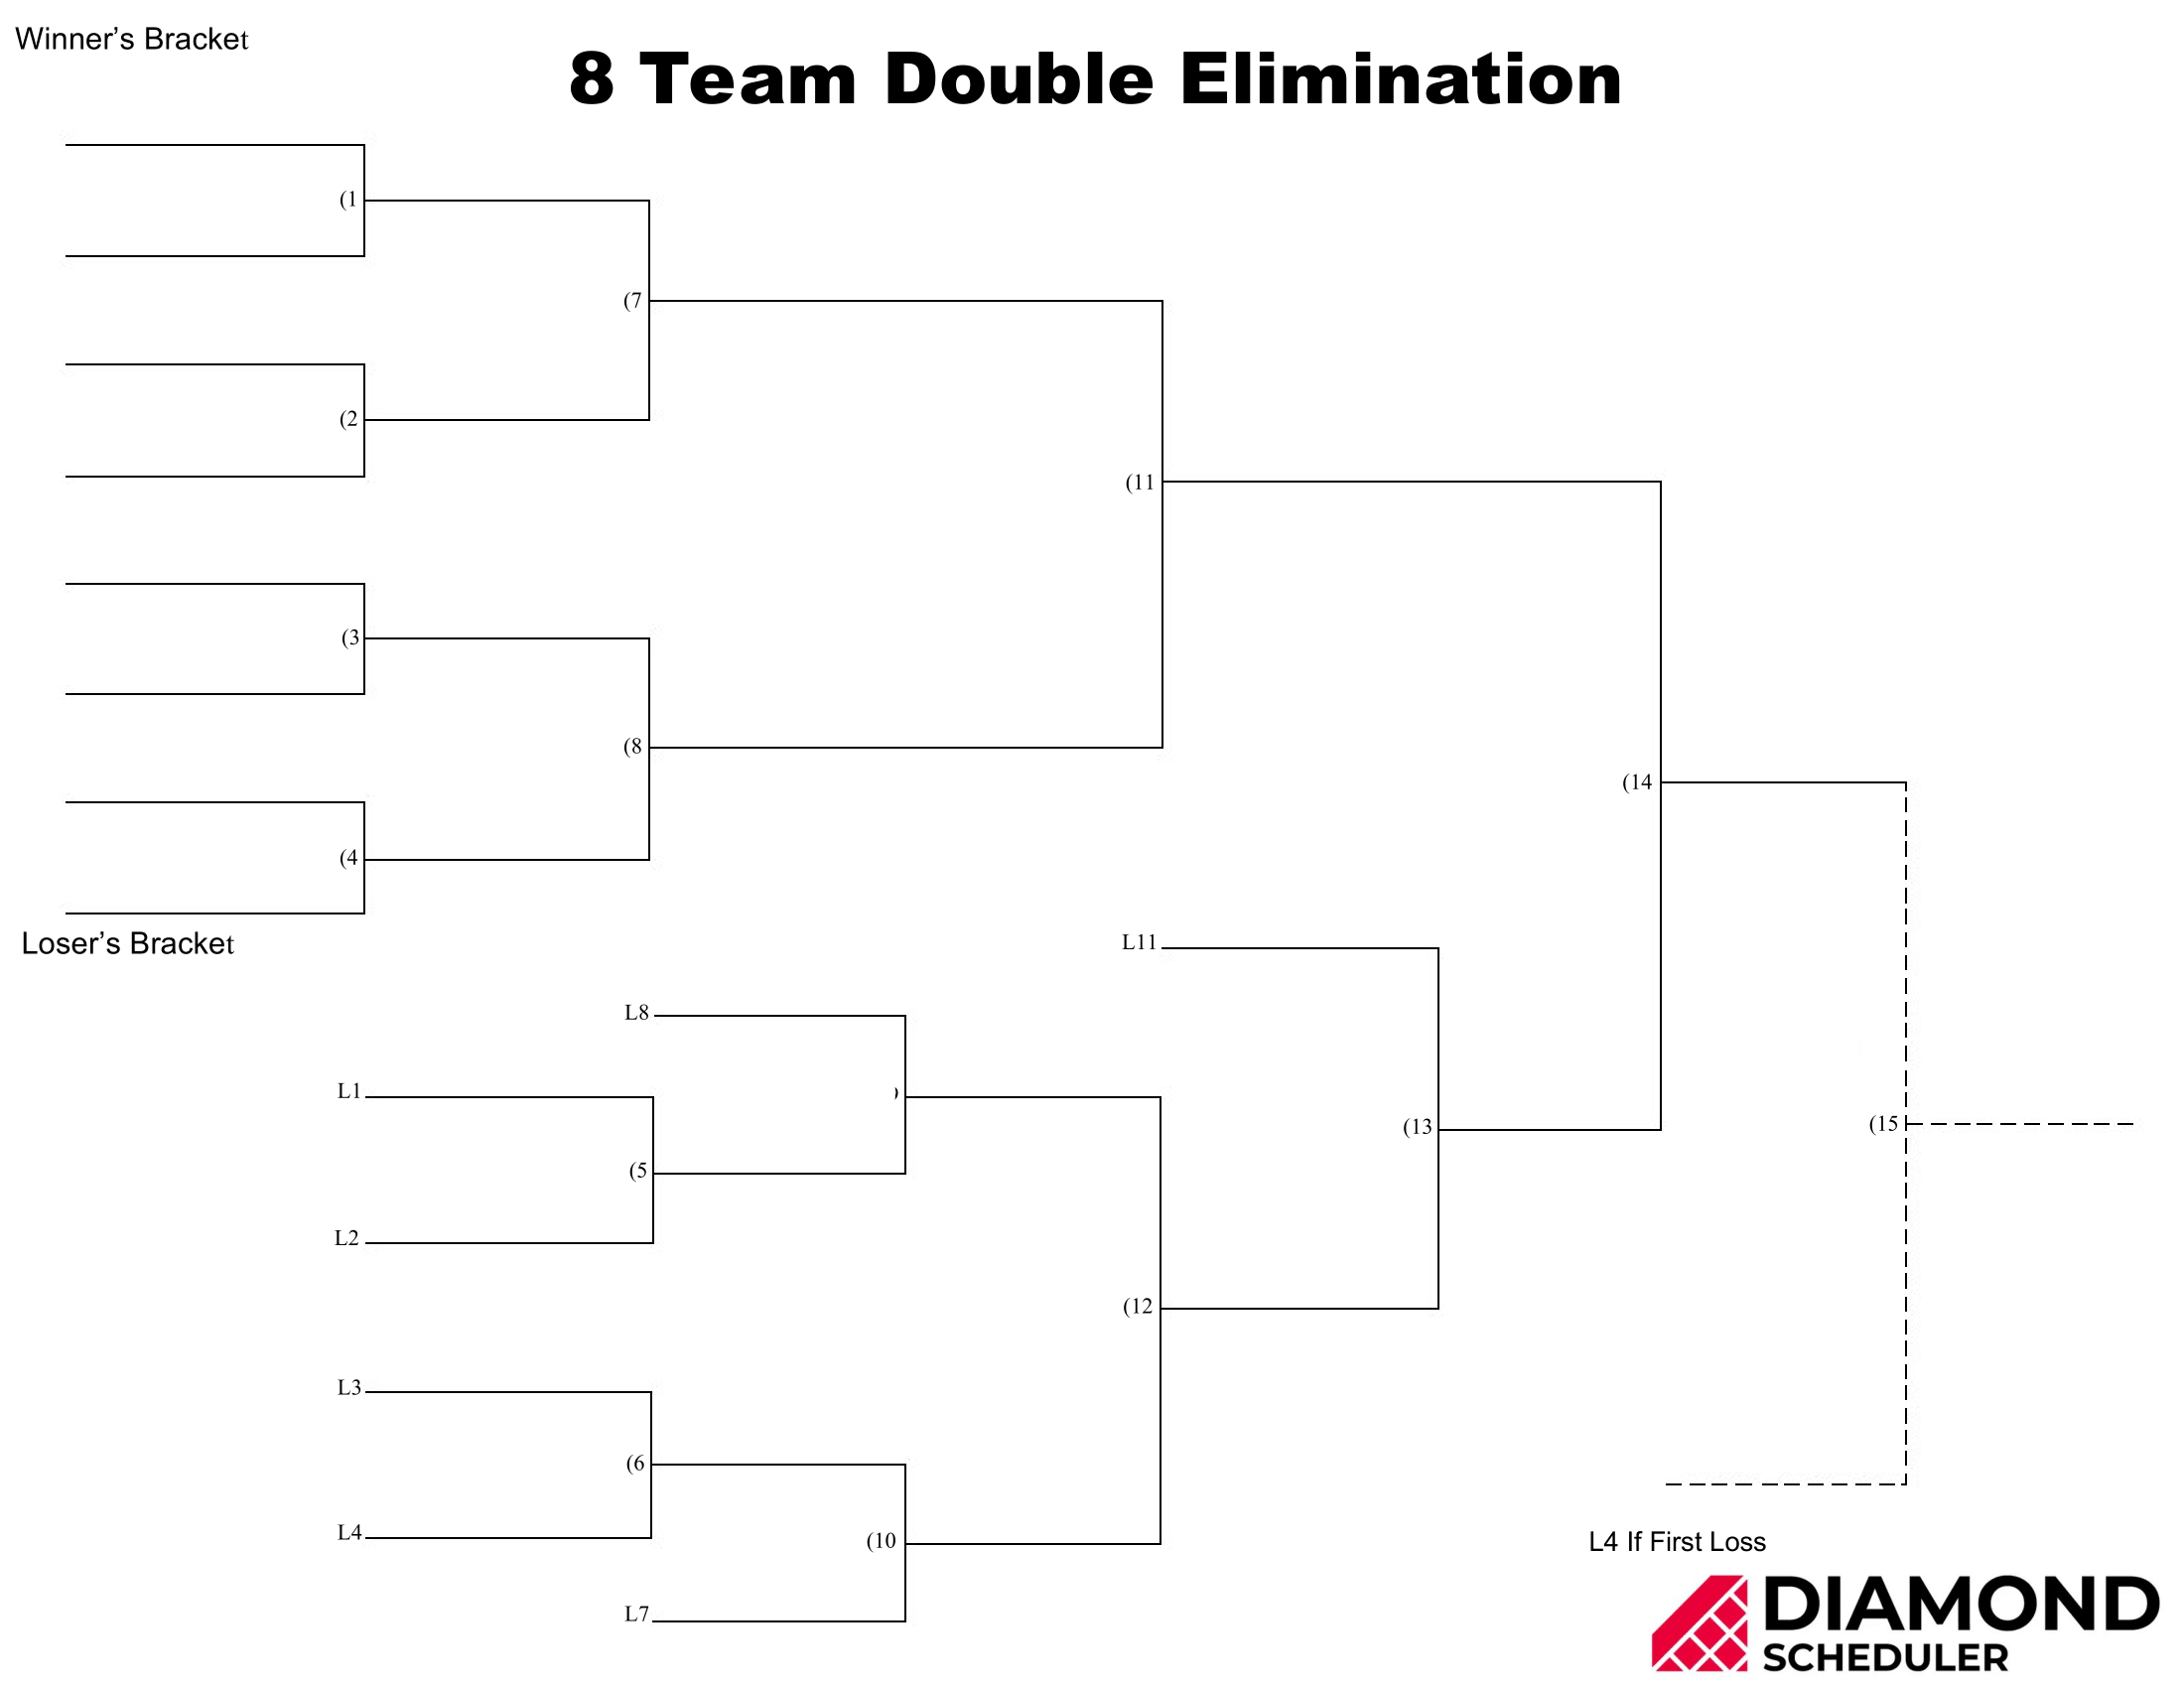 Winner's Bracket
8 Team Double Elimination
(1
(7
(2
(11
(3
(8
(14
(4
Loser's Bracket
L11
L8
L1
)
(13
(15
(5
L2
(12
L3
(6
L4
(10
L4 If First Loss
L7
DIAMOND
SCHEDULER